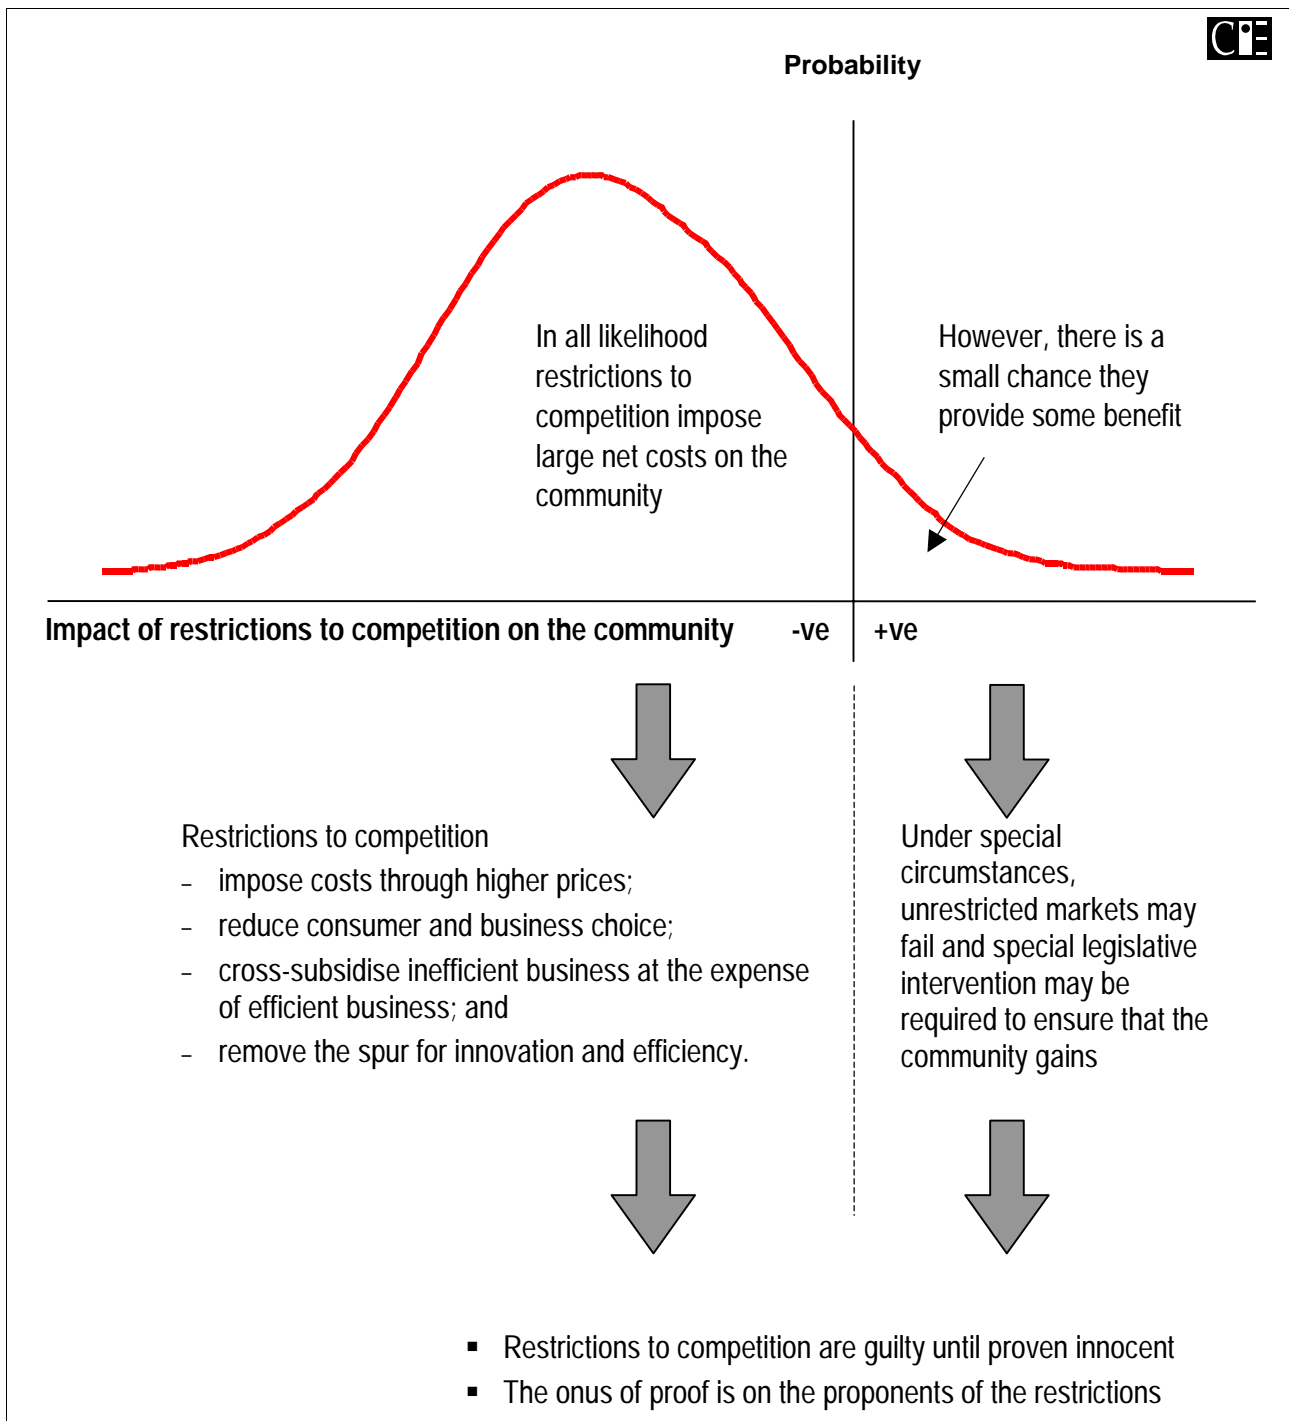 CIE
Probability
In all likelihood
restrictions to
competition impose
large net costs on the
community
However, there is a
small chance they
provide some benefit
Impact of restrictions to competition on the community -ve +ve
Restrictions to competition
– impose costs through higher prices;
– reduce consumer and business choice;
– cross-subsidise inefficient business at the expense
of efficient business; and
– remove the spur for innovation and efficiency.
Under special
circumstances,
unrestricted markets may
fail and special legislative
intervention may be
required to ensure that the
community gains
▪ Restrictions to competition are guilty until proven innocent
▪ The onus of proof is on the proponents of the restrictions